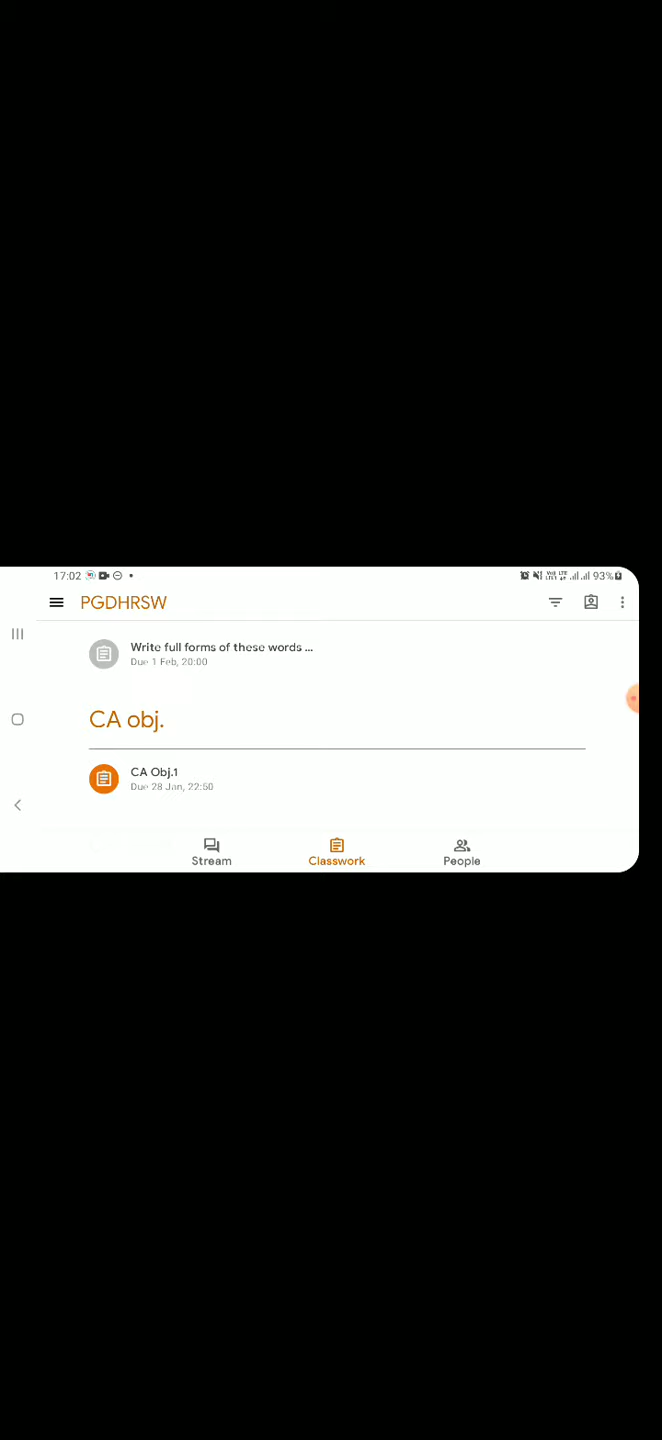 17:02
93%
PGDHRSW
Write full forms of these words ...
Due 1 Feb, 20:00
CA obj.
CA Obj.1
Due 28 Jan, 22:50
Stream
Classwork
People